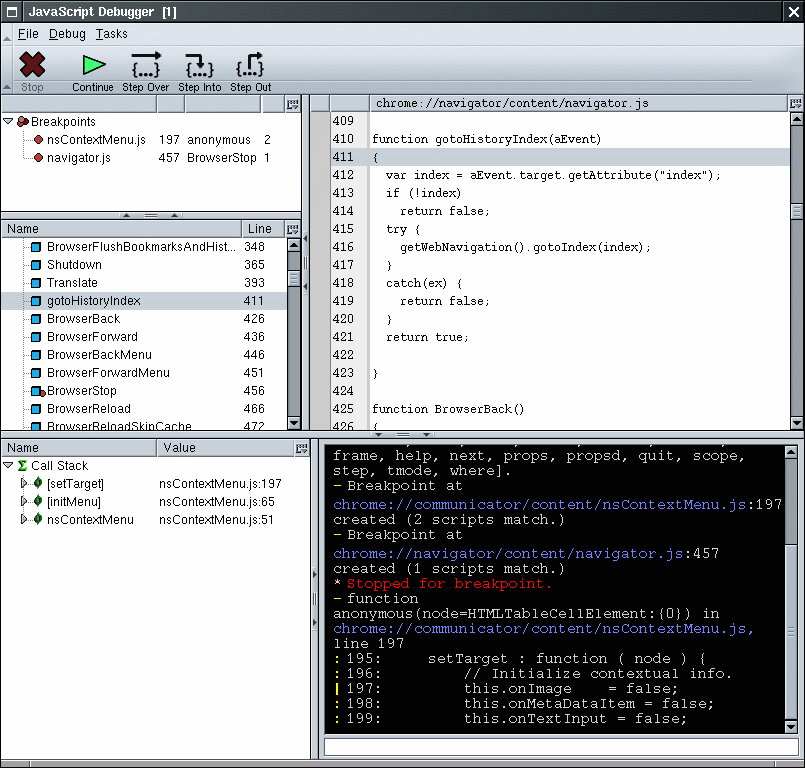 JavaScript Debugger [1]
File Debug Tasks
Stop Continue Step Over Step Into Step Out
Breakpoints
nsContextMenu.js 197 anonymous 2
navigator.js 457 BrowserStop 1
Name Line
BrowserFlushBookmarksAndHist... 348
Shutdown 365
Translate 393
gotoHistoryIndex 411
BrowserBack 426
BrowserForward 436
BrowserBackMenu 446
BrowserForwardMenu 451
BrowserStop 456
BrowserReload 466
BrowserReloadSkipCache 472
chrome://navigator/content/navigator.js
409
410 function gotoHistoryIndex(aEvent)
411 {
412 var index = aEvent.target.getAttribute("index");
413 if (!index)
414 return false;
415 try {
416 getWebNavigation().gotoIndex(index);
417 }
418 catch(ex) {
419 return false;
420 }
421 return true;
422
423 }
424
425 function BrowserBack()
426 {
Name Value
Call Stack
[setTarget] nsContextMenu.js:197
[initMenu] nsContextMenu.js:65
nsContextMenu nsContextMenu.js:51
frame, help, next, props, propsd, quit, scope,
step, tmode, where].
- Breakpoint at
chrome://communicator/content/nsContextMenu.js:197
created (2 scripts match.)
- Breakpoint at
chrome://navigator/content/navigator.js:457
created (1 scripts match.)
* Stopped for breakpoint.
- function
anonymous(node=HTMLTableCellElement:{0}) in
chrome://communicator/content/nsContextMenu.js,
line 197
: 195: setTarget : function ( node ) {
: 196: // Initialize contextual info.
| 197: this.onImage = false;
: 198: this.onMetaDataItem = false;
: 199: this.onTextInput = false;